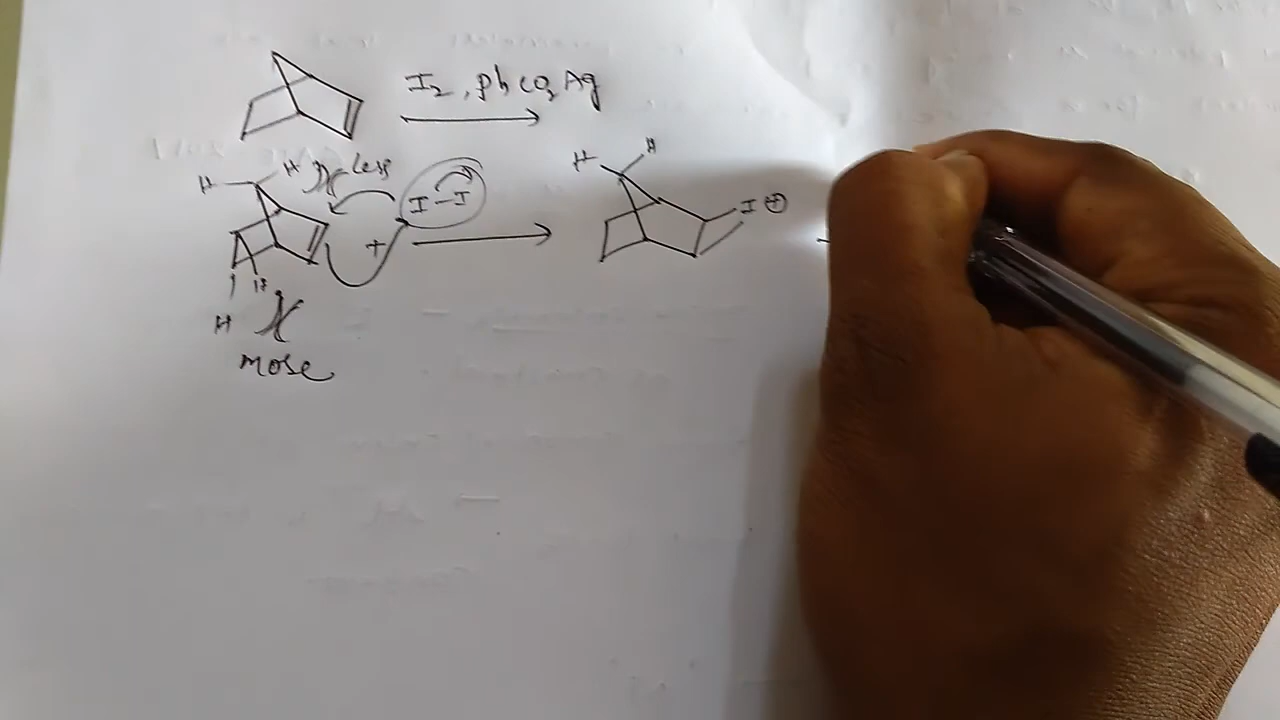 I2, PhCO2Ag
H H less
I-I
+
H H
I ⊕
H H
more